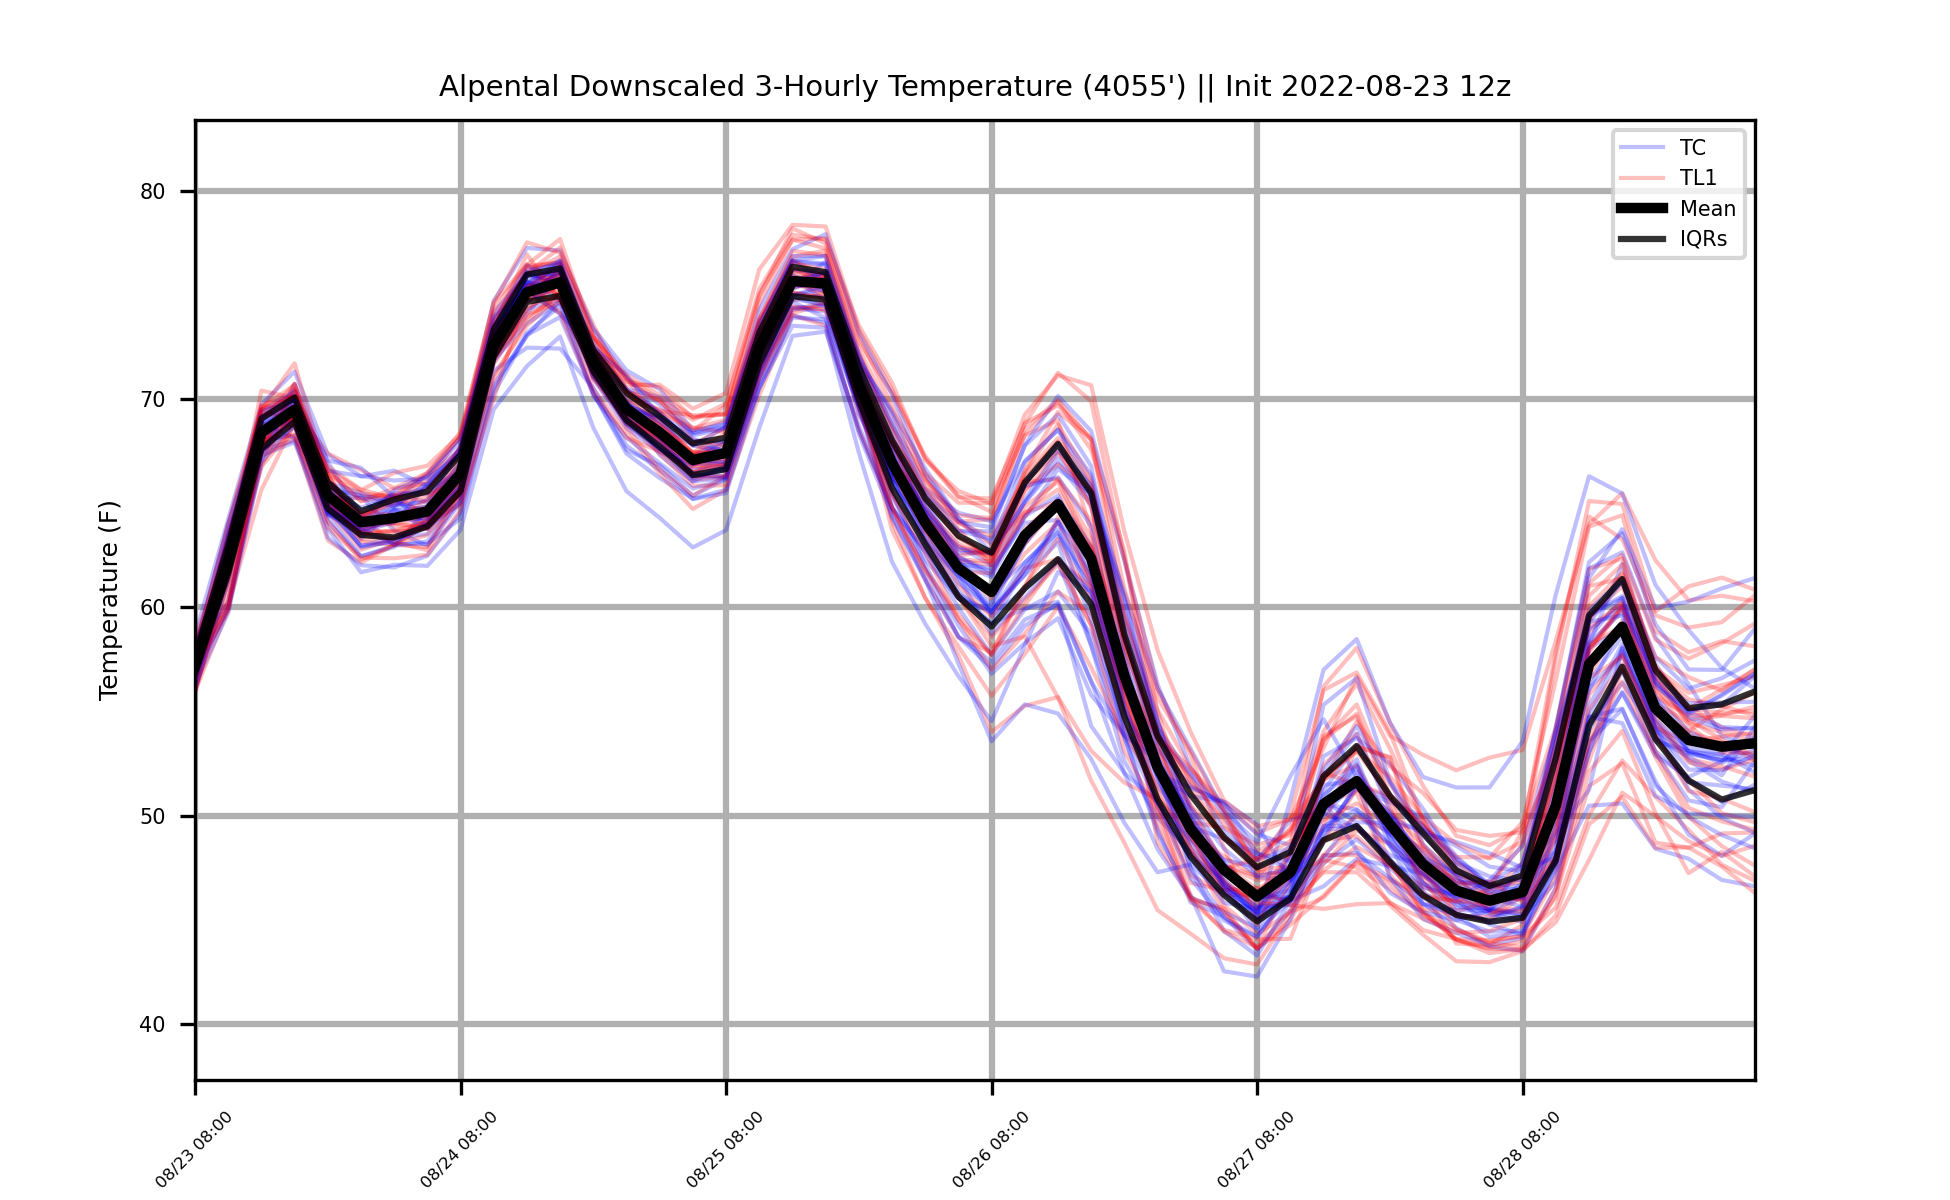 Alpental Downscaled 3-Hourly Temperature (4055') || Init 2022-08-23 12z
TC
TL1
Mean
IQRs
Temperature (F)
80
70
60
50
40
08/23 08:00
08/24 08:00
08/25 08:00
08/26 08:00
08/27 08:00
08/28 08:00